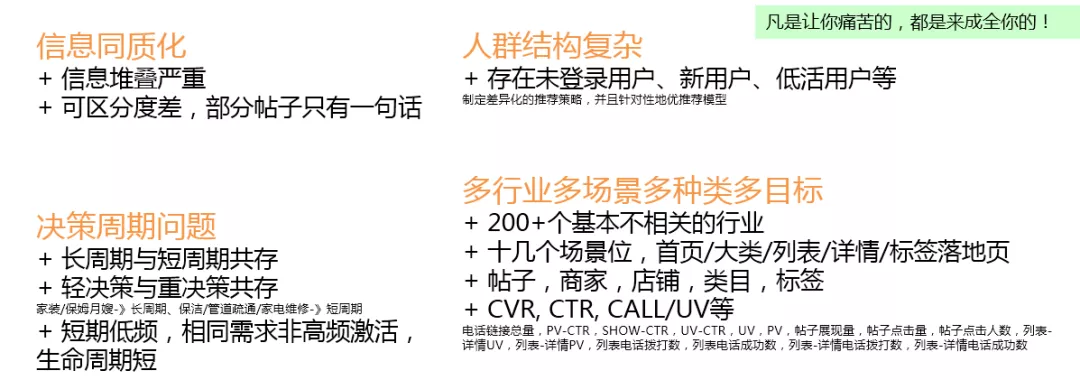 凡是让你痛苦的，都是来成全你的！
信息同质化
+ 信息堆叠严重
+ 可区分度差，部分帖子只有一句话
人群结构复杂
+ 存在未登录用户、新用户、低活用户等
制定差异化的推荐策略，并且针对性地优推荐模型
决策周期问题
+ 长周期与短周期共存
+ 轻决策与重决策共存
家装/保姆月嫂-》长周期、保洁/管道疏通/家电维修-》短周期
+ 短期低频，相同需求非高频激活，
生命周期短
多行业多场景多种类多目标
+ 200+个基本不相关的行业
+ 十几个场景位，首页/大类/列表/详情/标签落地页
+ 帖子，商家，店铺，类目，标签
+ CVR, CTR, CALL/UV等
电话链接总量，PV-CTR，SHOW-CTR，UV-CTR，UV，PV，帖子展现量，帖子点击量，帖子点击人数，列表-
详情UV，列表-详情PV，列表电话拨打数，列表电话成功数，列表-详情电话拨打数，列表-详情电话成功数